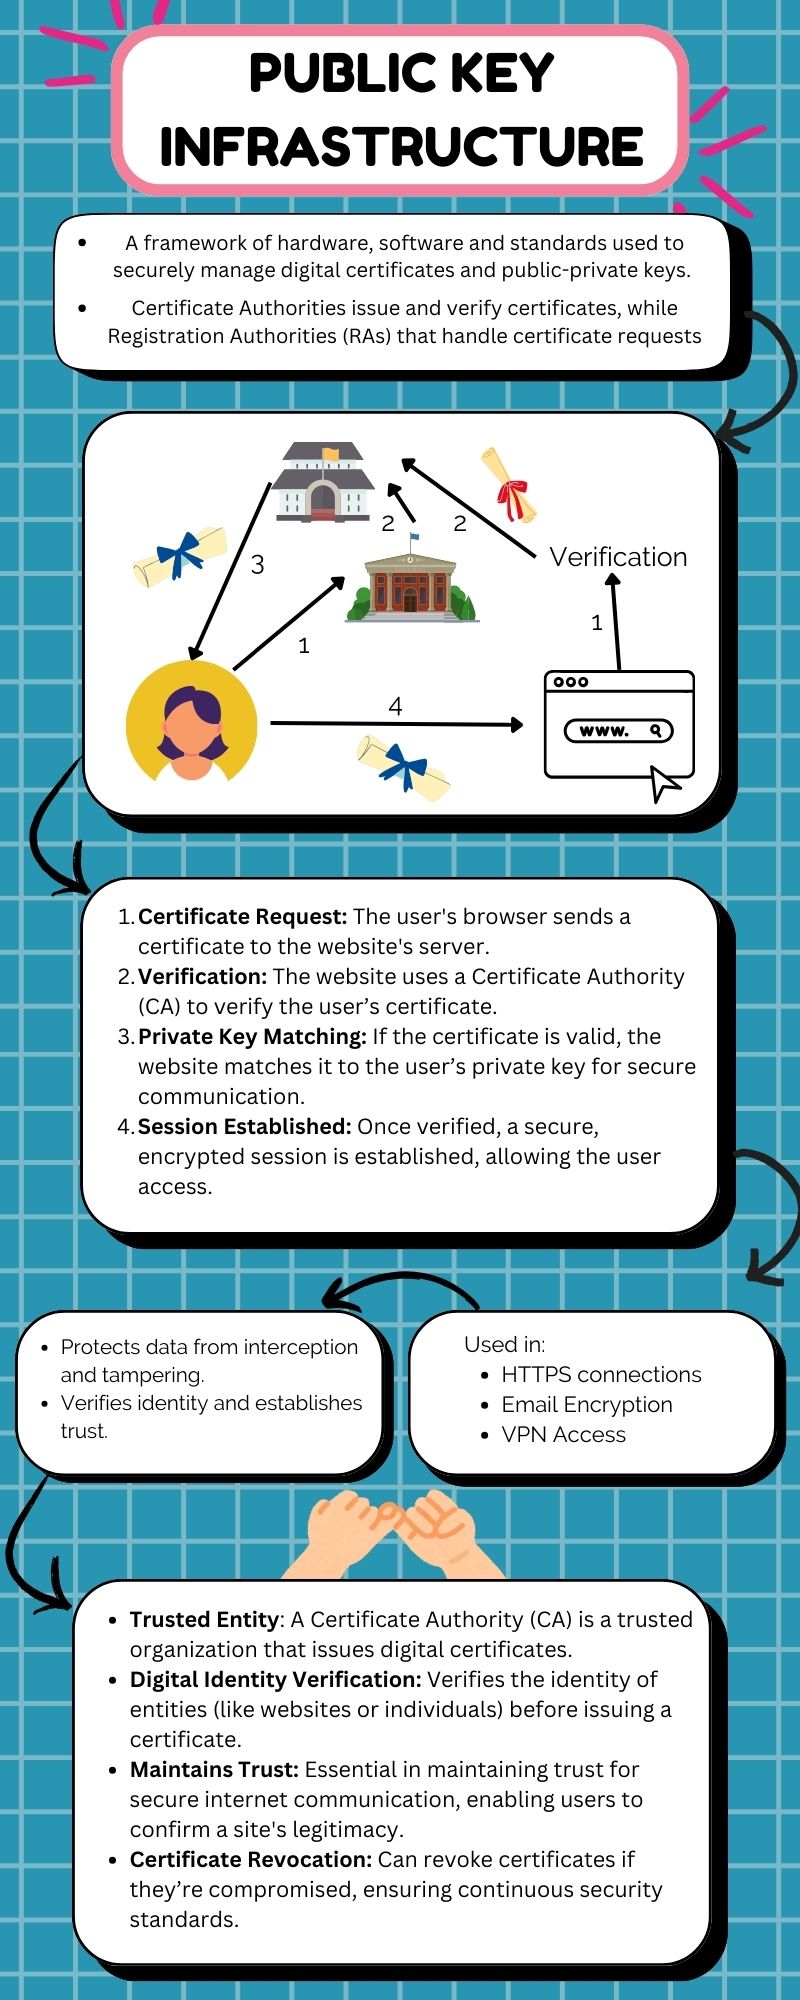 PUBLIC KEY
INFRASTRUCTURE
• A framework of hardware, software and standards used to
securely manage digital certificates and public-private keys.
• Certificate Authorities issue and verify certificates, while
Registration Authorities (RAs) that handle certificate requests
2
2
3
Verification
1
1
4
www.
1. Certificate Request: The user's browser sends a
certificate to the website's server.
2. Verification: The website uses a Certificate Authority
(CA) to verify the user’s certificate.
3. Private Key Matching: If the certificate is valid, the
website matches it to the user’s private key for secure
communication.
4. Session Established: Once verified, a secure,
encrypted session is established, allowing the user
access.
• Protects data from interception
and tampering.
• Verifies identity and establishes
trust.
Used in:
• HTTPS connections
• Email Encryption
• VPN Access
• Trusted Entity: A Certificate Authority (CA) is a trusted
organization that issues digital certificates.
• Digital Identity Verification: Verifies the identity of
entities (like websites or individuals) before issuing a
certificate.
• Maintains Trust: Essential in maintaining trust for
secure internet communication, enabling users to
confirm a site's legitimacy.
• Certificate Revocation: Can revoke certificates if
they’re compromised, ensuring continuous security
standards.